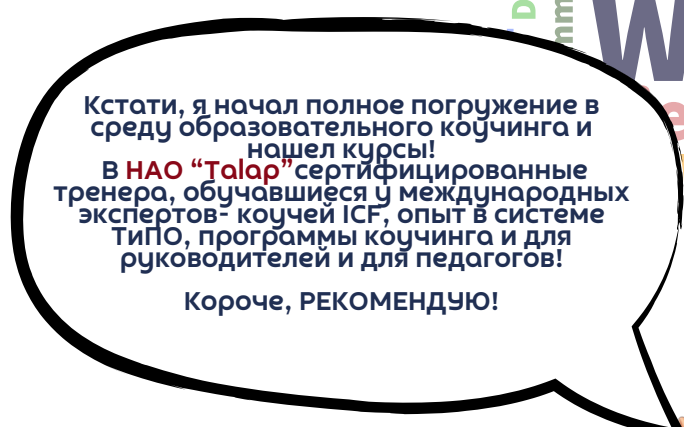 Кстати, я начал полное погружение в
среду образовательного коучинга и
нашел курсы!
В НАО “Talap”сертифицированные
тренера, обучавшиеся у международных
экспертов- коучей ICF, опыт в системе
ТиПО, программы коучинга и для
руководителей и для педагогов!
Короче, РЕКОМЕНДУЮ!